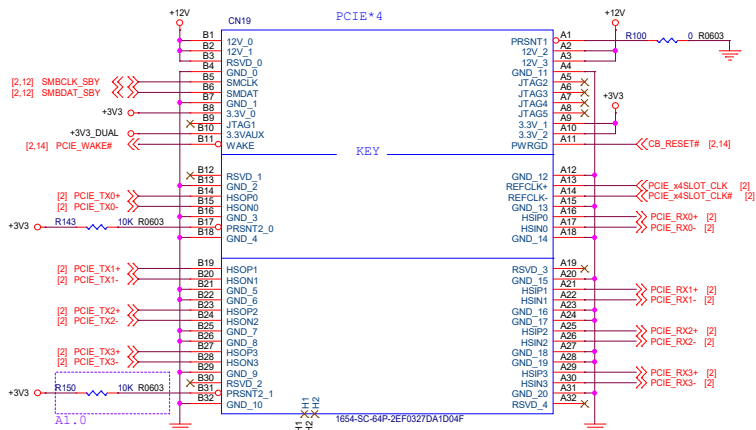 PCIE*4
CN19
+12V
+12V
B1 12V_0 PRSNT1 A1 R100 0 R0603
B2 12V_1 12V_2 A2
B3 RSVD_0 12V_3 A3
B4 GND_0 GND_11 A4
[2,12] SMBCLK_SBY B5 SMCLK JTAG2 A5
[2,12] SMBDAT_SBY B6 SMDAT JTAG3 A6
B7 GND_1 JTAG4 A7
+3V3 B8 3.3V_0 JTAG5 A8 +3V3
B9 JTAG1 3.3V_1 A9
+3V3_DUAL B10 3.3VAUX 3.3V_2 A10
[2,14] PCIE_WAKE# B11 WAKE PWRGD A11 CB_RESET# [2,14]
KEY
B12 RSVD_1 GND_12 A12
B13 GND_2 REFCLK+ A13 PCIE_x4SLOT_CLK [2]
[2] PCIE_TX0+ B14 HSOP0 REFCLK- A14 PCIE_x4SLOT_CLK# [2]
[2] PCIE_TX0- B15 HSON0 GND_13 A15
B16 GND_3 HSIP0 A16 PCIE_RX0+ [2]
+3V3 R143 10K R0603 B17 PRSNT2_0 HSIN0 A17 PCIE_RX0- [2]
B18 GND_4 GND_14 A18
[2] PCIE_TX1+ B19 HSOP1 RSVD_3 A19
[2] PCIE_TX1- B20 HSON1 GND_15 A20
B21 GND_5 HSIP1 A21 PCIE_RX1+ [2]
B22 GND_6 HSIN1 A22 PCIE_RX1- [2]
[2] PCIE_TX2+ B23 HSOP2 GND_16 A23
[2] PCIE_TX2- B24 HSON2 GND_17 A24
B25 GND_7 HSIP2 A25 PCIE_RX2+ [2]
B26 GND_8 HSIN2 A26 PCIE_RX2- [2]
[2] PCIE_TX3+ B27 HSOP3 GND_18 A27
[2] PCIE_TX3- B28 HSON3 GND_19 A28
B29 GND_9 HSIP3 A29 PCIE_RX3+ [2]
B30 RSVD_2 HSIN3 A30 PCIE_RX3- [2]
+3V3 R150 10K R0603 B31 PRSNT2_1 GND_20 A31
B32 GND_10 RSVD_4 A32
A1.0
H1 H2
H1 H2
1654-SC-64P-2EF0327DA1D04F